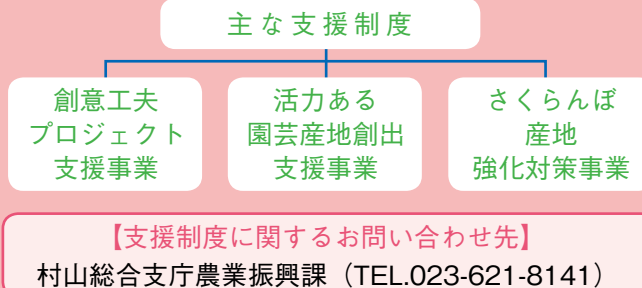 主な支援制度
創意工夫
プロジェクト
支援事業
活力ある
園芸産地創出
支援事業
さくらんぼ
産地
強化対策事業
【支援制度に関するお問い合わせ先】
村山総合支庁農業振興課（TEL.023-621-8141）